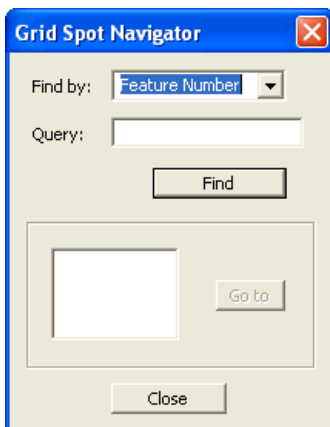 Grid Spot Navigator
Find by: Feature Number
Query:
Find
Go to
Close